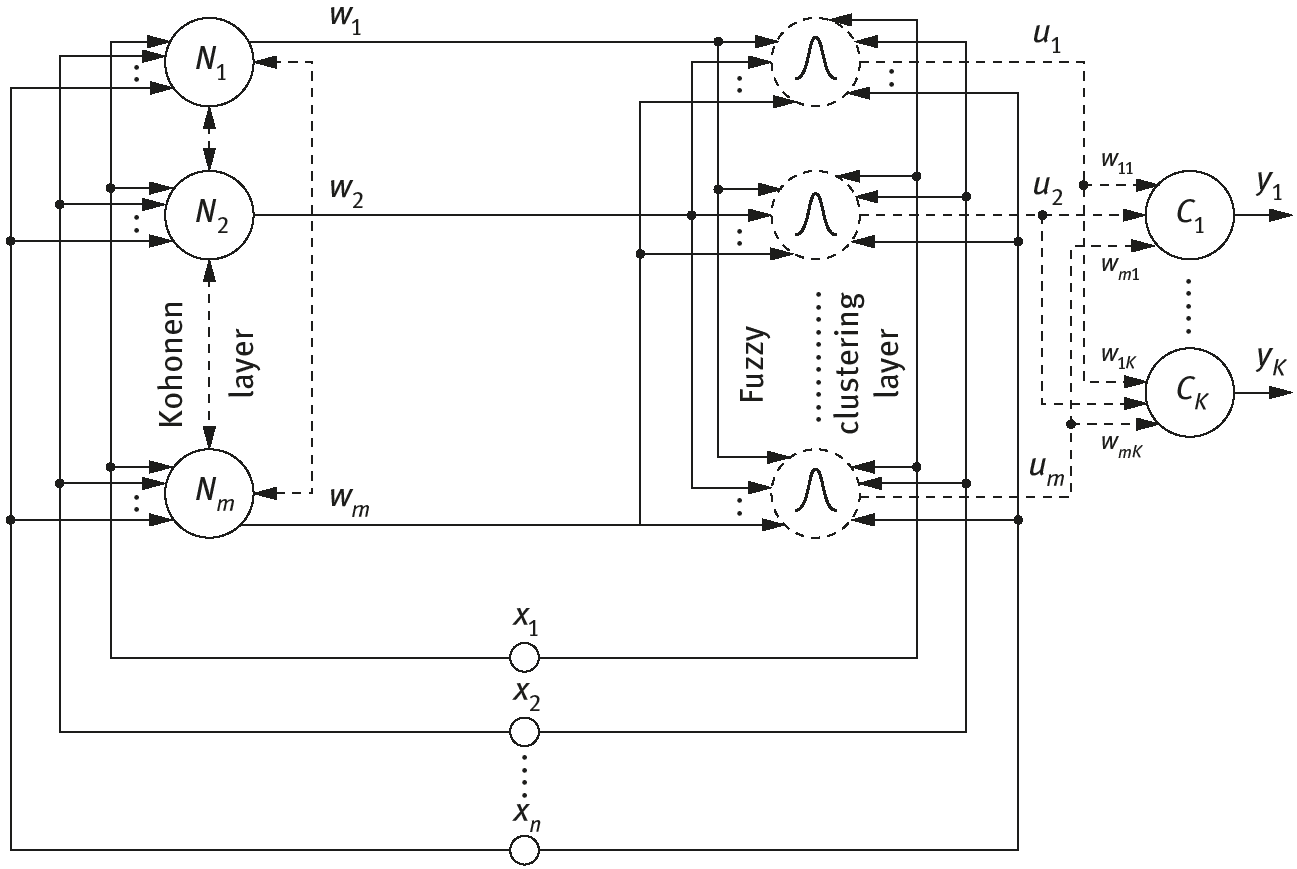 N1
w1
u1
N2
w2
u2
w11
C1
y1
wm1
Kohonen
layer
Fuzzy
clustering
layer
w1K
CK
yK
wmK
Nm
wm
um
x1
x2
xn